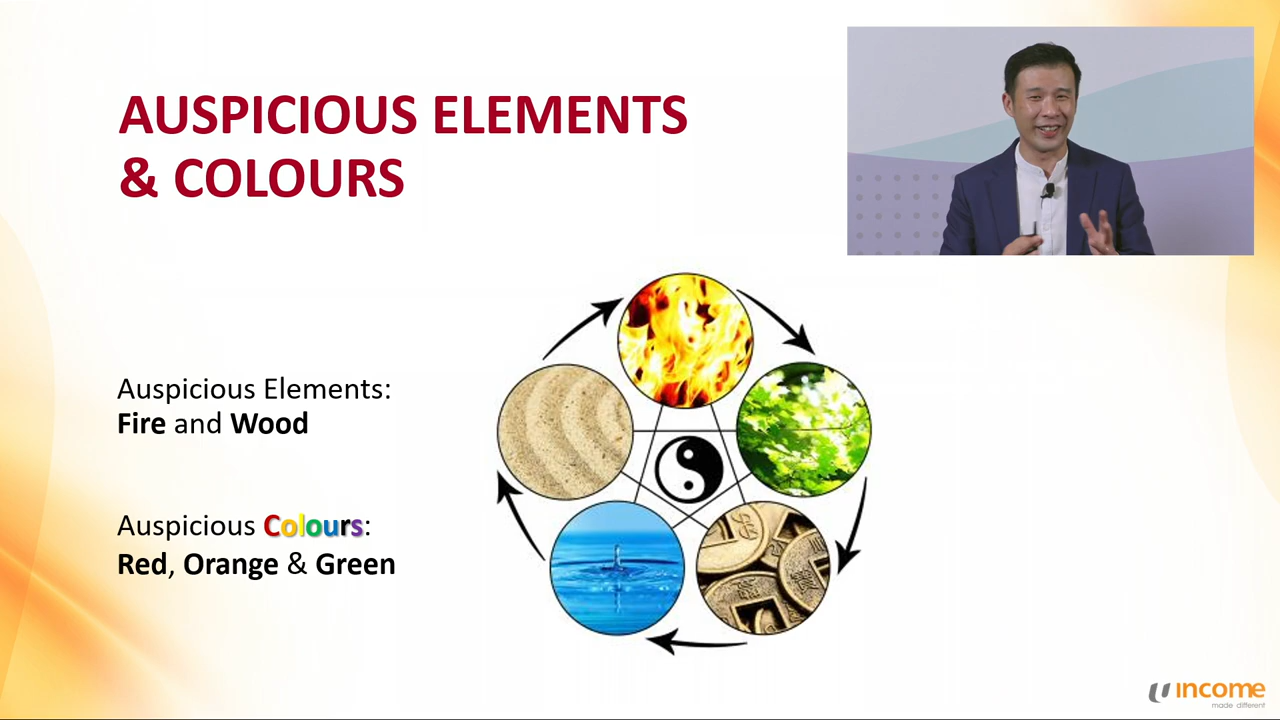 AUSPICIOUS ELEMENTS
& COLOURS
Auspicious Elements:
Fire and Wood
Auspicious Colours:
Red, Orange & Green
income
made different